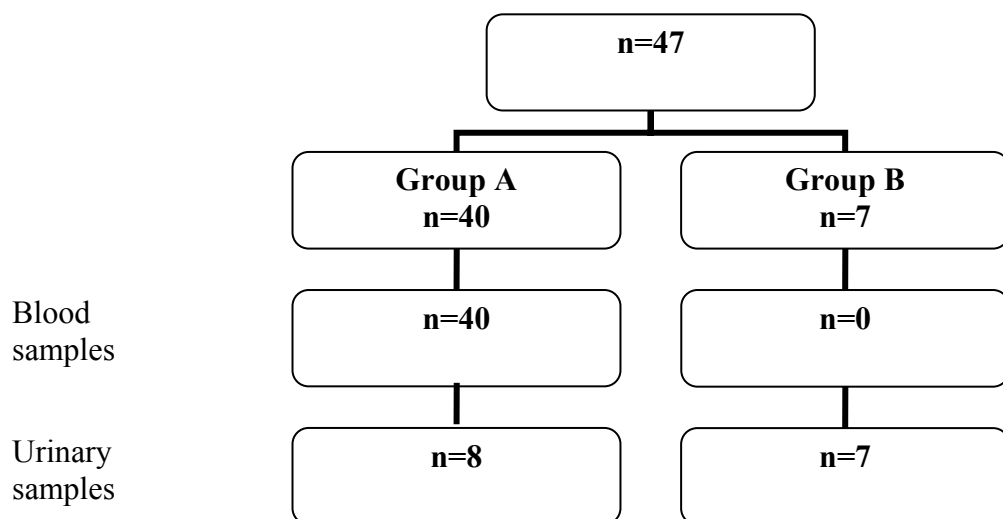 n=47
Group A
n=40
Group B
n=7
Blood
samples
n=40
n=0
Urinary
samples
n=8
n=7